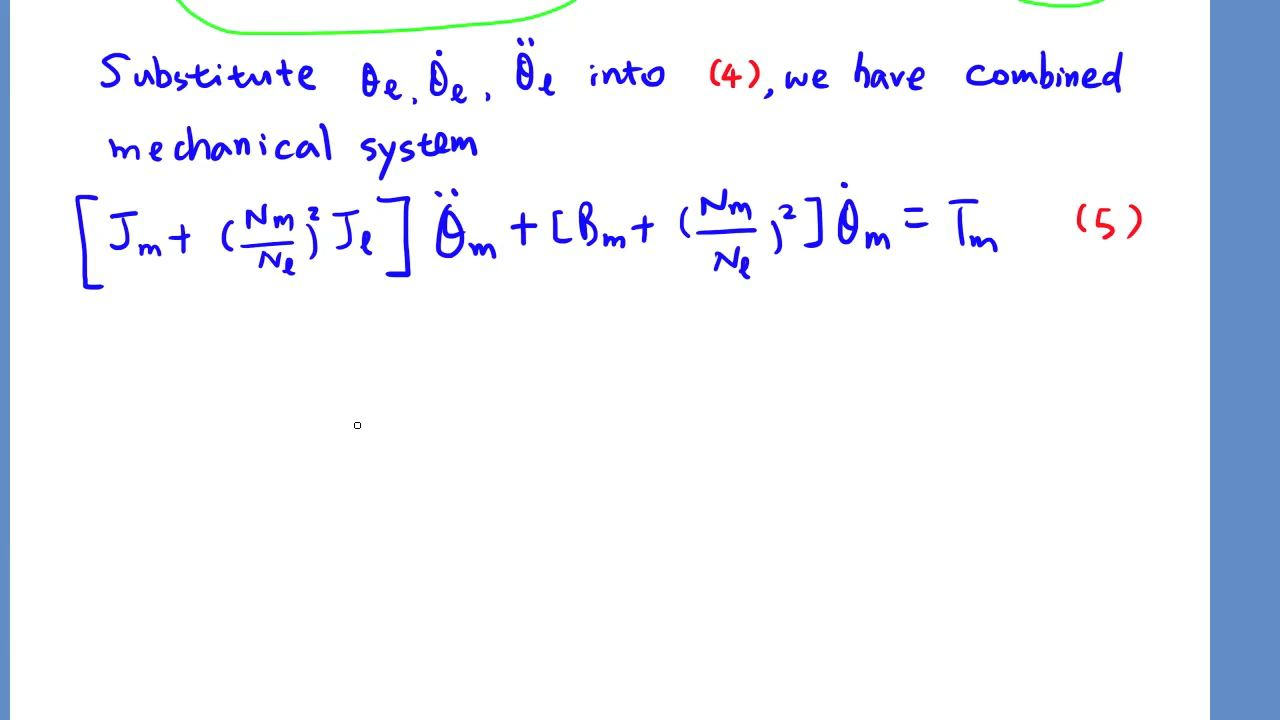 Substitute θℓ, θ̇ℓ, θ̈ℓ into (4), we have combined
mechanical system
[Jm + (Nm/Nℓ)² Jℓ] θ̈m + [Bm + (Nm/Nℓ)²] θ̇m = Tm (5)